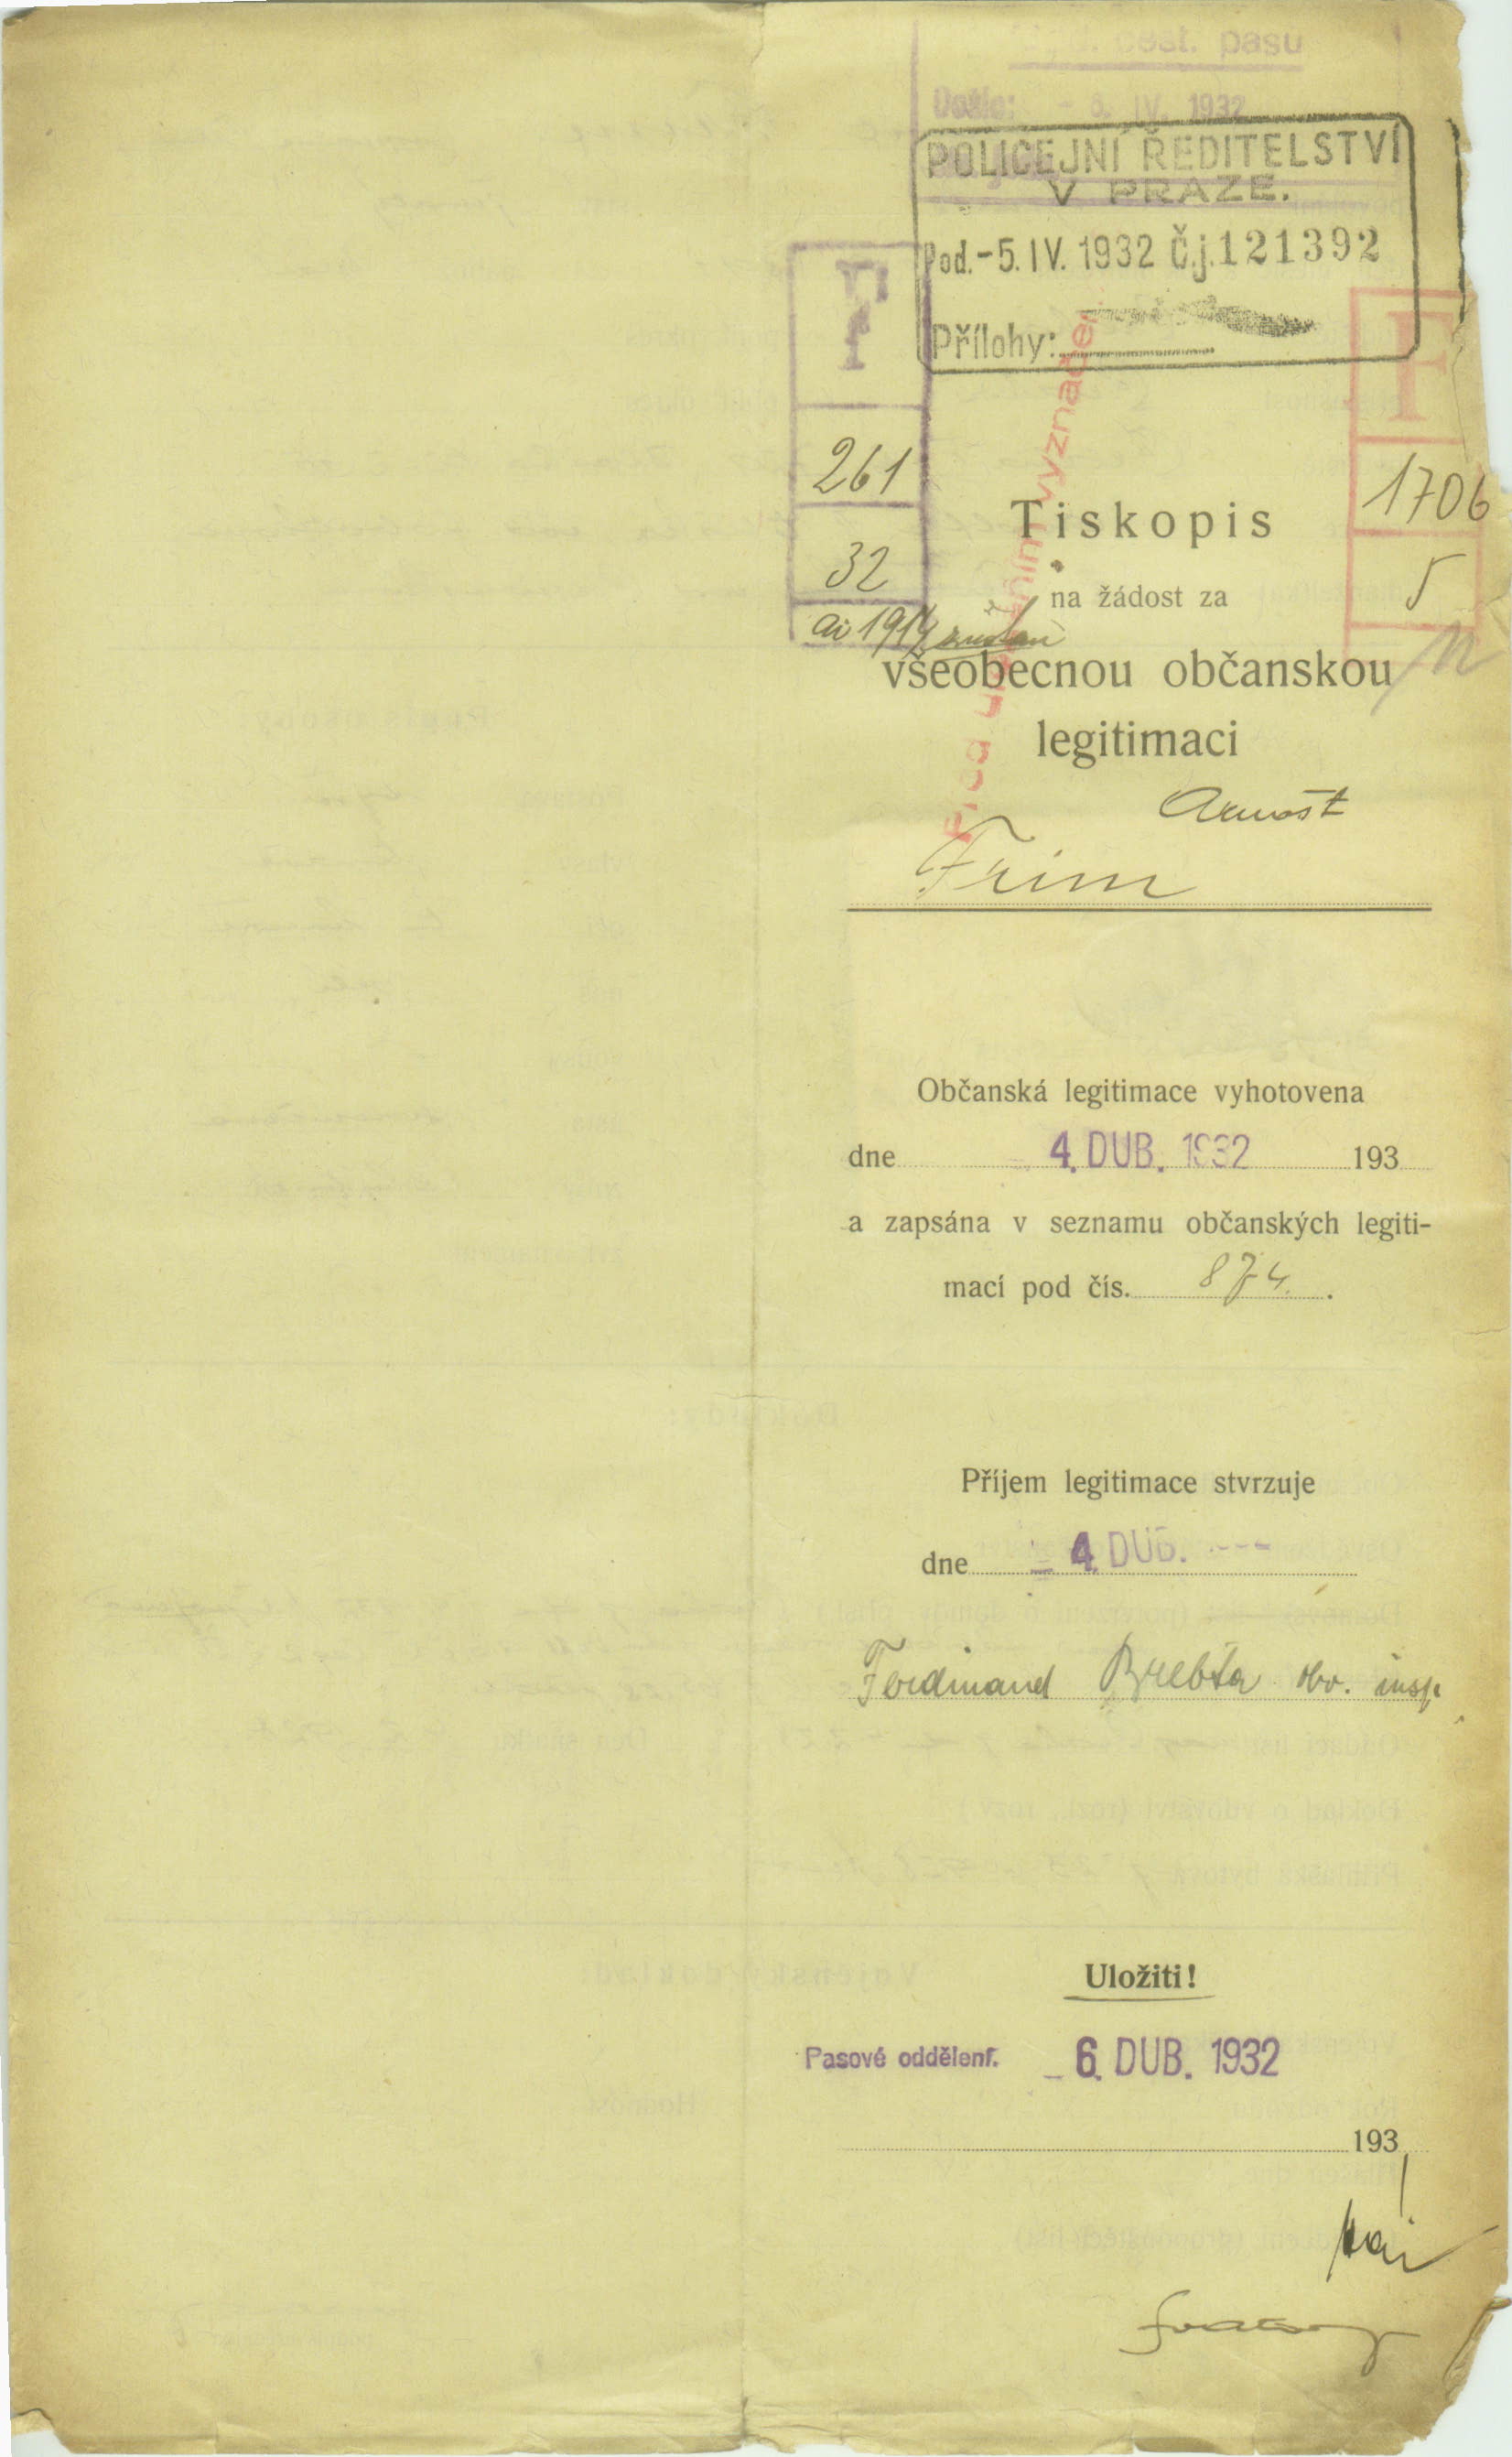 pasu
Došlo: - 6. IV. 1932
POLICEJNÍ ŘEDITELSTVÍ
V PRAZE.
Pod. -5. IV. 1932 Č.j. 121392
Přílohy:
F
1706
5
261
32
Tiskopis
na žádost za
všeobecnou občanskou
legitimaci
Arnošt
Frim
Občanská legitimace vyhotovena
dne 4. DUB. 1932 193
a zapsána v seznamu občanských legiti-
mací pod čís. 874.
Příjem legitimace stvrzuje
dne 4. DUB.
Ferdinand obv. insp.
Uložiti!
Pasové oddělení. 6. DUB. 1932
193